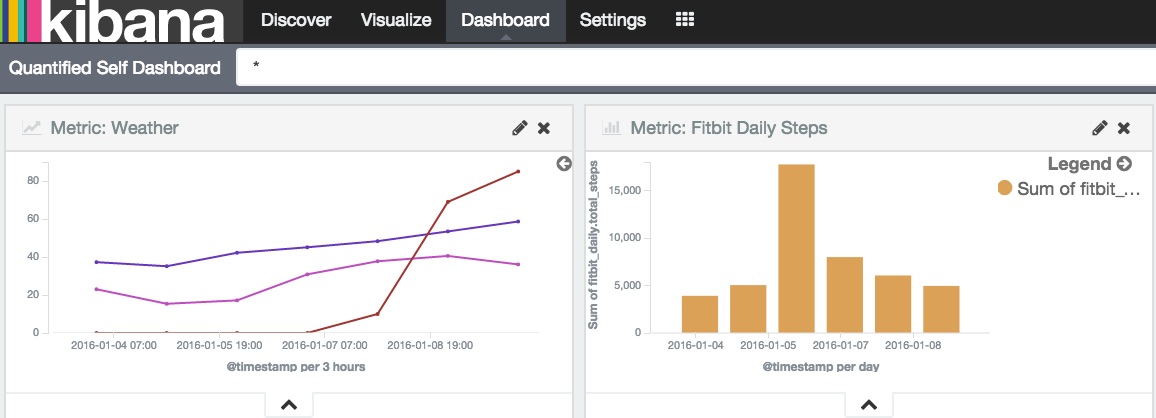 kibana
Discover
Visualize
Dashboard
Settings
Quantified Self Dashboard
*
Metric: Weather
80
60
40
20
0
2016-01-04 07:00
2016-01-05 19:00
2016-01-07 07:00
2016-01-08 19:00
@timestamp per 3 hours
Metric: Fitbit Daily Steps
Legend
Sum of fitbit_...
Sum of fitbit_daily.total_steps
15,000
10,000
5,000
0
2016-01-04
2016-01-05
2016-01-07
2016-01-08
@timestamp per day